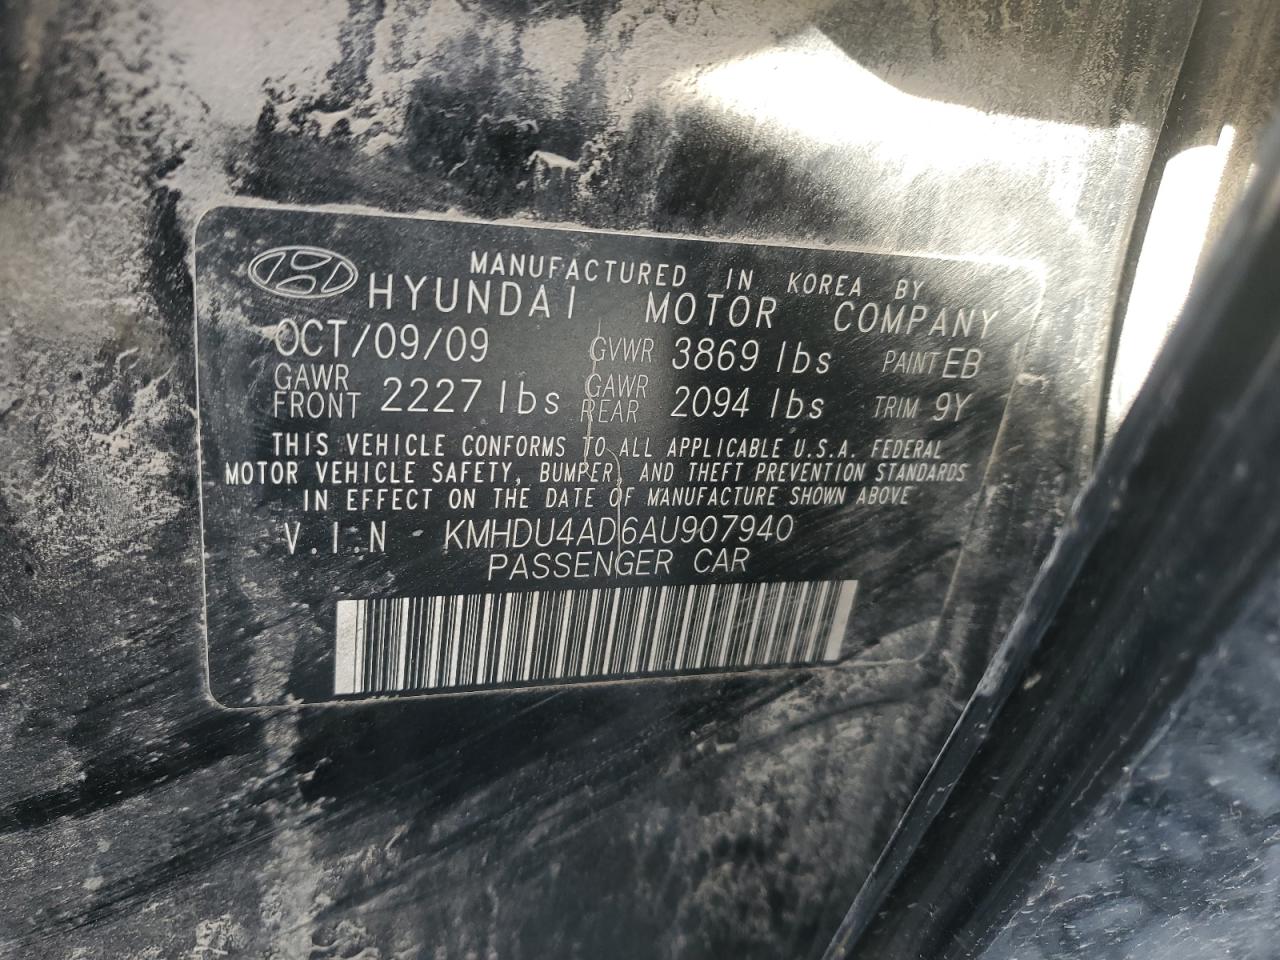 MANUFACTURED IN KOREA BY
HYUNDAI MOTOR COMPANY
OCT/09/09 GVWR 3869 lbs PAINT EB
GAWR FRONT 2227 lbs GAWR REAR 2094 lbs TRIM 9Y
THIS VEHICLE CONFORMS TO ALL APPLICABLE U.S.A. FEDERAL
MOTOR VEHICLE SAFETY, BUMPER, AND THEFT PREVENTION STANDARDS
IN EFFECT ON THE DATE OF MANUFACTURE SHOWN ABOVE
V.I.N KMHDU4AD6AU907940
PASSENGER CAR